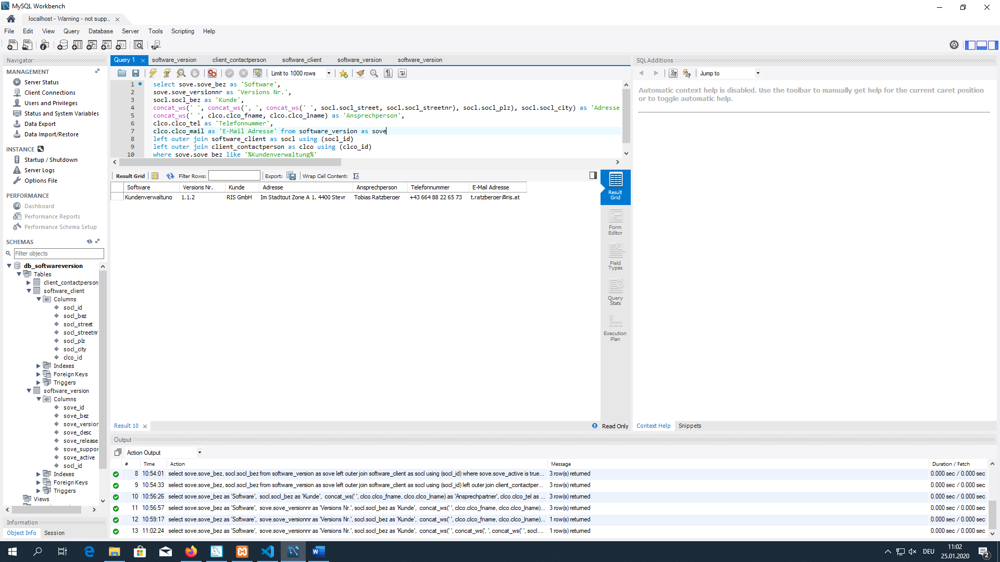 MySQL Workbench
localhost - Warning - not supp...
File Edit View Query Database Server Tools Scripting Help
Navigator
MANAGEMENT
Server Status
Client Connections
Users and Privileges
Status and System Variables
Data Export
Data Import/Restore
INSTANCE
Startup / Shutdown
Server Logs
Options File
PERFORMANCE
Dashboard
Performance Reports
Performance Schema Setup
SCHEMAS
Filter objects
db_softwareversion
Tables
client_contactperson
software_client
Columns
socl_id
socl_bez
socl_street
socl_streetnr
socl_plz
socl_city
clco_id
Indexes
Foreign Keys
Triggers
software_version
Columns
sove_id
sove_bez
sove_version
sove_desc
sove_release
sove_suppor
sove_active
socl_id
Indexes
Foreign Keys
Triggers
Views
Information
Object Info Session
Query 1 software_version client_contactperson software_client software_version software_version
Limit to 1000 rows
1 select sove.sove_bez as 'Software',
2 sove.sove_versionnr as 'Versions Nr.',
3 socl.socl_bez as 'Kunde',
4 concat_ws(' ', concat_ws(', ', concat_ws(' ', socl.socl_street, socl.socl_streetnr), socl.socl_plz), socl.socl_city) as 'Adresse
5 concat_ws(' ', clco.clco_fname, clco.clco_lname) as 'Ansprechperson',
6 clco.clco_tel as 'Telefonnummer',
7 clco.clco_mail as 'E-Mail Adresse' from software_version as sove
8 left outer join software_client as socl using (socl_id)
9 left outer join client_contactperson as clco using (clco_id)
10 where sove.sove_bez like '%Kundenverwaltung%'
Result Grid Filter Rows: Export: Wrap Cell Content:
Software Versions Nr. Kunde Adresse Ansprechperson Telefonnummer E-Mail Adresse
Kundenverwaltung 1.1.2 RIS GmbH Im Stadtgut Zone A 1, 4400 Steyr Tobias Ratzberger +43 664 88 22 65 73 t.ratzberger@ris.at
Result Grid
Form Editor
Field Types
Query Stats
Execution Plan
Result 10
Read Only
SQLAdditions
Jump to
Automatic context help is disabled. Use the toolbar to manually get help for the current caret position
or to toggle automatic help.
Context Help Snippets
Output
Action Output
# Time Action Message Duration / Fetch
8 10:54:01 select sove.sove_bez, socl.socl_bez from software_version as sove left outer join software_client as socl using (socl_id) where sove.sove_active is true... 3 row(s) returned 0.000 sec / 0.000 sec
9 10:54:33 select sove.sove_bez, socl.socl_bez from software_version as sove left outer join software_client as socl using (socl_id) left outer join client_contactper... 3 row(s) returned 0.000 sec / 0.000 sec
10 10:56:26 select sove.sove_bez as 'Software', socl.socl_bez as 'Kunde', concat_ws(' ', clco.clco_fname, clco.clco_lname) as 'Ansprechpartner', clco.clco_tel as ... 3 row(s) returned 0.000 sec / 0.000 sec
11 10:56:57 select sove.sove_bez as 'Software', sove.sove_versionnr as 'Versions Nr.', socl.socl_bez as 'Kunde', concat_ws(' ', clco.clco_fname, clco.clco_lname)... 3 row(s) returned 0.000 sec / 0.000 sec
12 10:59:17 select sove.sove_bez as 'Software', sove.sove_versionnr as 'Versions Nr.', socl.socl_bez as 'Kunde', concat_ws(' ', clco.clco_fname, clco.clco_lname)... 1 row(s) returned 0.000 sec / 0.000 sec
13 11:02:24 select sove.sove_bez as 'Software', sove.sove_versionnr as 'Versions Nr.', socl.socl_bez as 'Kunde', concat_ws(' ', concat_ws(', ', concat_ws(' ', socl.... 1 row(s) returned 0.000 sec / 0.000 sec
DEU
11:02
25.01.2020
2